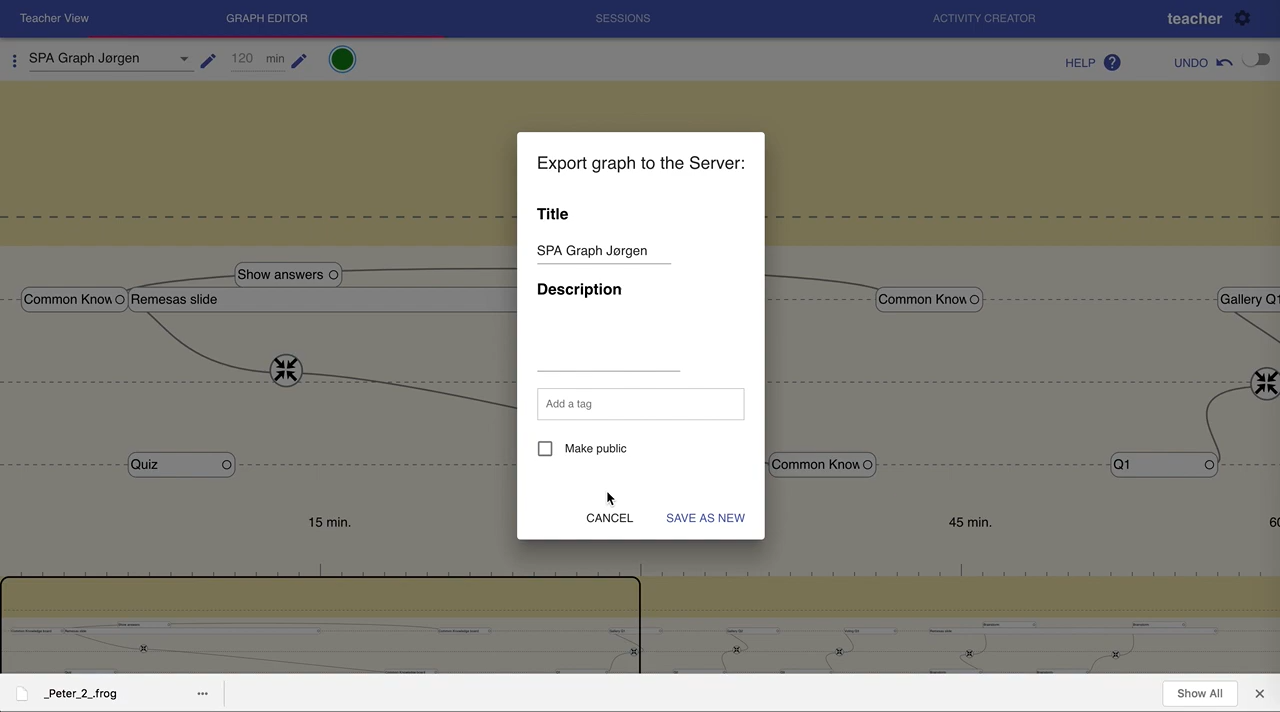 Teacher View GRAPH EDITOR SESSIONS ACTIVITY CREATOR teacher
SPA Graph Jørgen 120 min HELP ? UNDO
Export graph to the Server:
Title
SPA Graph Jørgen
Description
Add a tag
Make public
CANCEL SAVE AS NEW
Show answers
Common Know Remesas slide Common Know Gallery Q1
Quiz Common Know Q1
15 min. 45 min. 60
_Peter_2_.frog ... Show All